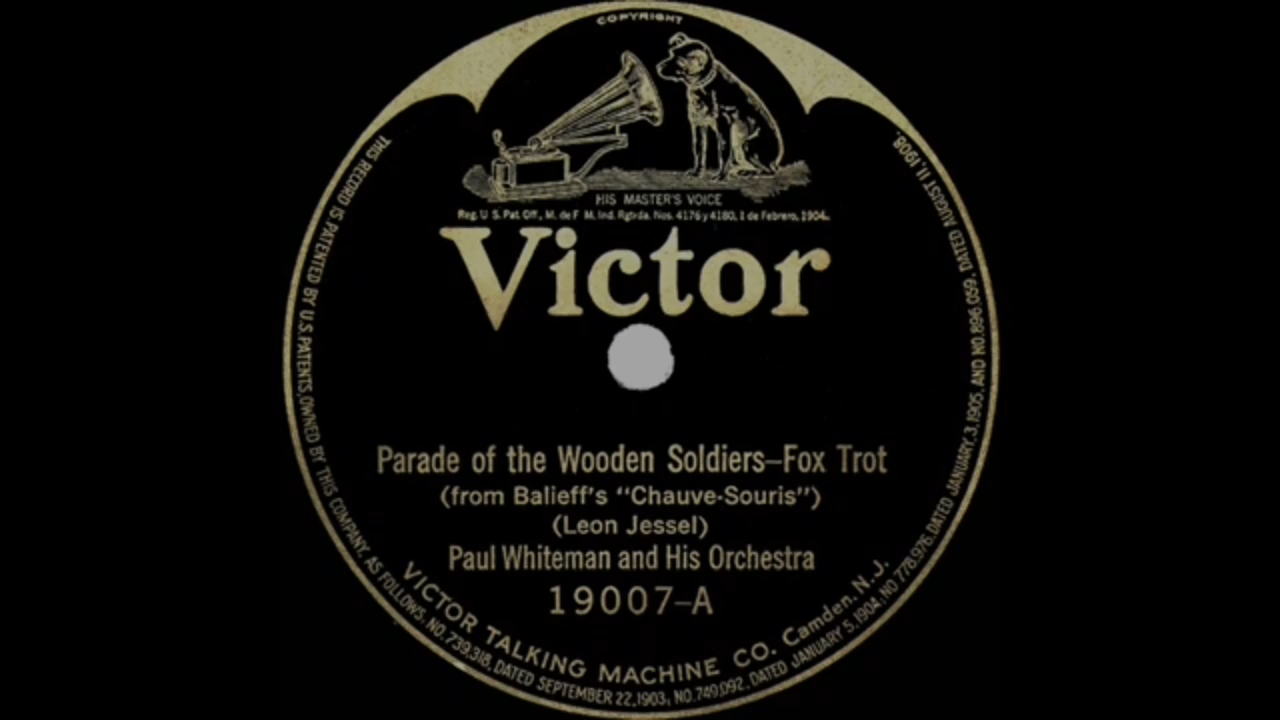 COPYRIGHT
HIS MASTER'S VOICE
Reg. U. S. Pat. Off., M. de F. M. Ind. Rgtrda. Nos. 4176 y 4180, 1 de Febrero, 1904.
Victor
Parade of the Wooden Soldiers–Fox Trot
(from Balieff's "Chauve-Souris")
(Leon Jessel)
Paul Whiteman and His Orchestra
19007–A
VICTOR TALKING MACHINE CO. Camden, N.J.
THIS RECORD IS PATENTED BY U.S. PATENTS, OWNED BY THIS COMPANY, AS FOLLOWS, NO. 739,318, DATED SEPTEMBER 22, 1903, NO. 749,092, DATED JANUARY 5, 1904, NO. 778,976, DATED JANUARY, 3, 1905, AND NO. 896,059, DATED AUGUST 11, 1908.